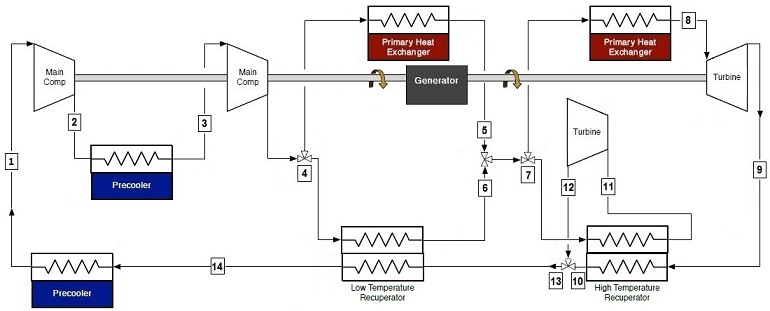 Primary Heat
Exchanger
8
Primary Heat
Exchanger
Main
Comp
Main
Comp
Generator
Turbine
2
3
5
Turbine
1
4
6
7
9
Precooler
12
11
14
13
10
Precooler
Low Temperature
Recuperator
High Temperature
Recuperator